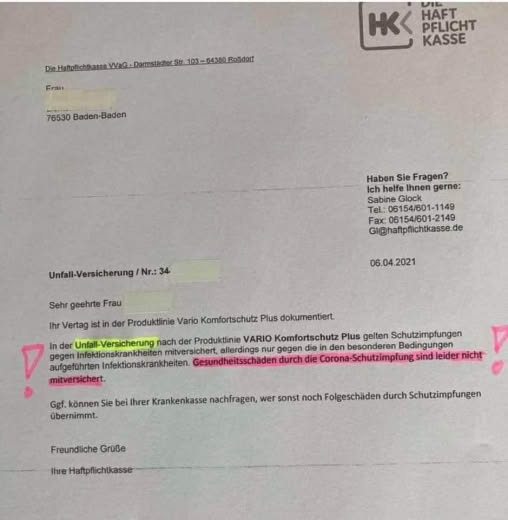 DIE
HAFT
PFLICHT
KASSE
HK
Die Haftpflichtkasse VVaG - Darmstädter Str. 103 – 64380 Roßdorf
Frau
76530 Baden-Baden
Haben Sie Fragen?
Ich helfe Ihnen gerne:
Sabine Glock
Tel.: 06154/601-1149
Fax: 06154/601-2149
Gl@haftpflichtkasse.de
06.04.2021
Unfall-Versicherung / Nr.: 34-
Sehr geehrte Frau
Ihr Vertag ist in der Produktlinie Vario Komfortschutz Plus dokumentiert.
In der Unfall-Versicherung nach der Produktlinie VARIO Komfortschutz Plus gelten Schutzimpfungen
gegen Infektionskrankheiten mitversichert, allerdings nur gegen die in den besonderen Bedingungen
aufgeführten Infektionskrankheiten. Gesundheitsschäden durch die Corona-Schutzimpfung sind leider nicht
mitversichert.
Ggf. können Sie bei Ihrer Krankenkasse nachfragen, wer sonst noch Folgeschäden durch Schutzimpfungen
übernimmt.
Freundliche Grüße
Ihre Haftpflichtkasse